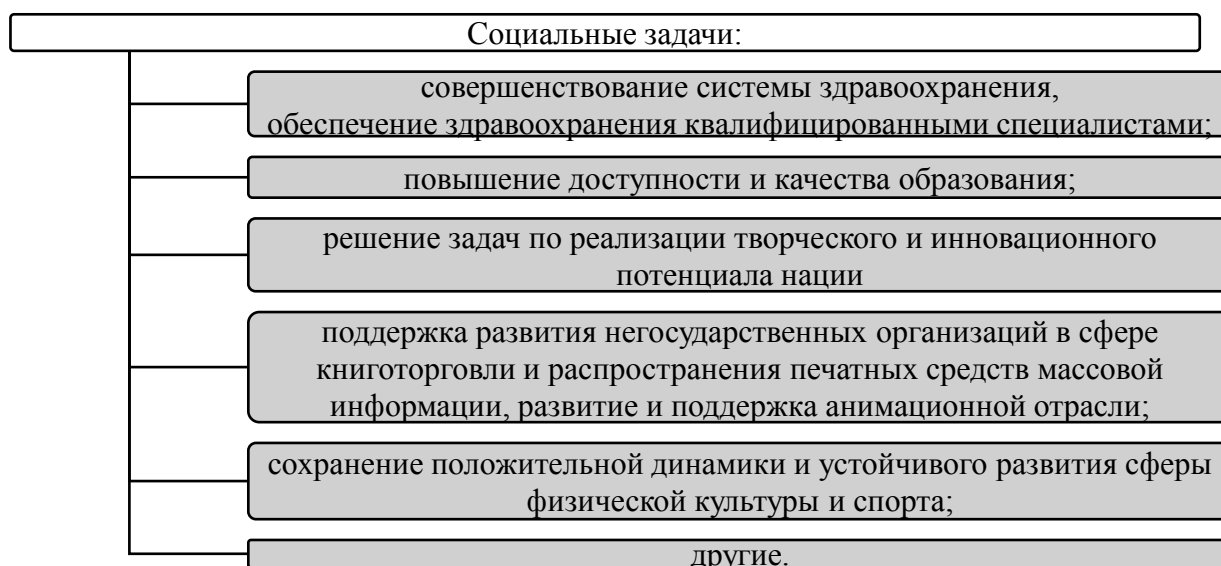 Социальные задачи:
совершенствование системы здравоохранения,
обеспечение здравоохранения квалифицированными специалистами;
повышение доступности и качества образования;
решение задач по реализации творческого и инновационного
потенциала нации
поддержка развития негосударственных организаций в сфере
книготорговли и распространения печатных средств массовой
информации, развитие и поддержка анимационной отрасли;
сохранение положительной динамики и устойчивого развития сферы
физической культуры и спорта;
другие.